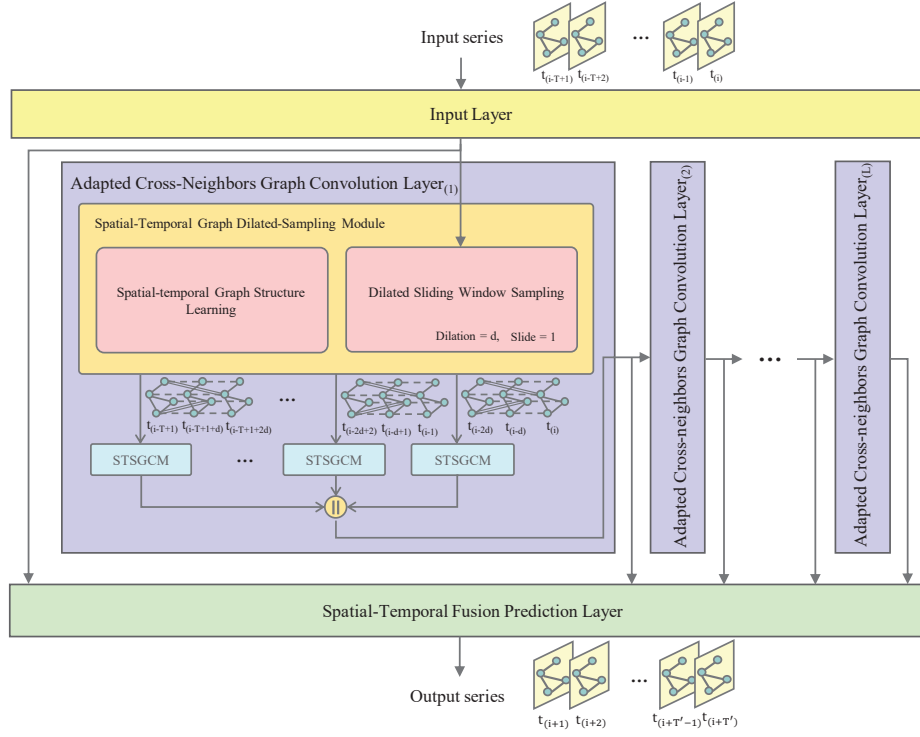 Input series
...
t(i-T+1) t(i-T+2) t(i-1) t(i)
Input Layer
Adapted Cross-Neighbors Graph Convolution Layer(1)
Spatial-Temporal Graph Dilated-Sampling Module
Spatial-temporal Graph Structure
Learning
Dilated Sliding Window Sampling
Dilation = d, Slide = 1
...
t(i-T+1) t(i-T+1+d) t(i-T+1+2d) t(i-2d+2) t(i-d+1) t(i-1) t(i-2d) t(i-d) t(i)
STSGCM ... STSGCM STSGCM
||
Adapted Cross-neighbors Graph Convolution Layer(2)
...
Adapted Cross-neighbors Graph Convolution Layer(L)
Spatial-Temporal Fusion Prediction Layer
Output series
...
t(i+1) t(i+2) t(i+T′-1) t(i+T′)